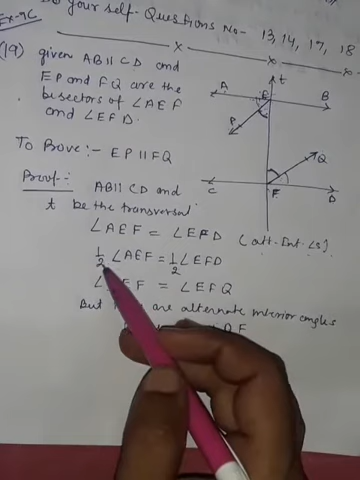 Ex-9C
Do your self - Questions No - 13, 14, 17, 18
x x x
(19) given AB || CD and
EP and FQ are the
bisectors of ∠AEF
and ∠EFD.
t
A E B
P
Q
C F D
To Prove :- EP || FQ
Proof :- AB || CD and
t be the transversal
∠AEF = ∠EFD (alt. Int. ∠s)
1/2 ∠AEF = 1/2 ∠EFD
∠ EF = ∠EFQ
But are alternate interior angles